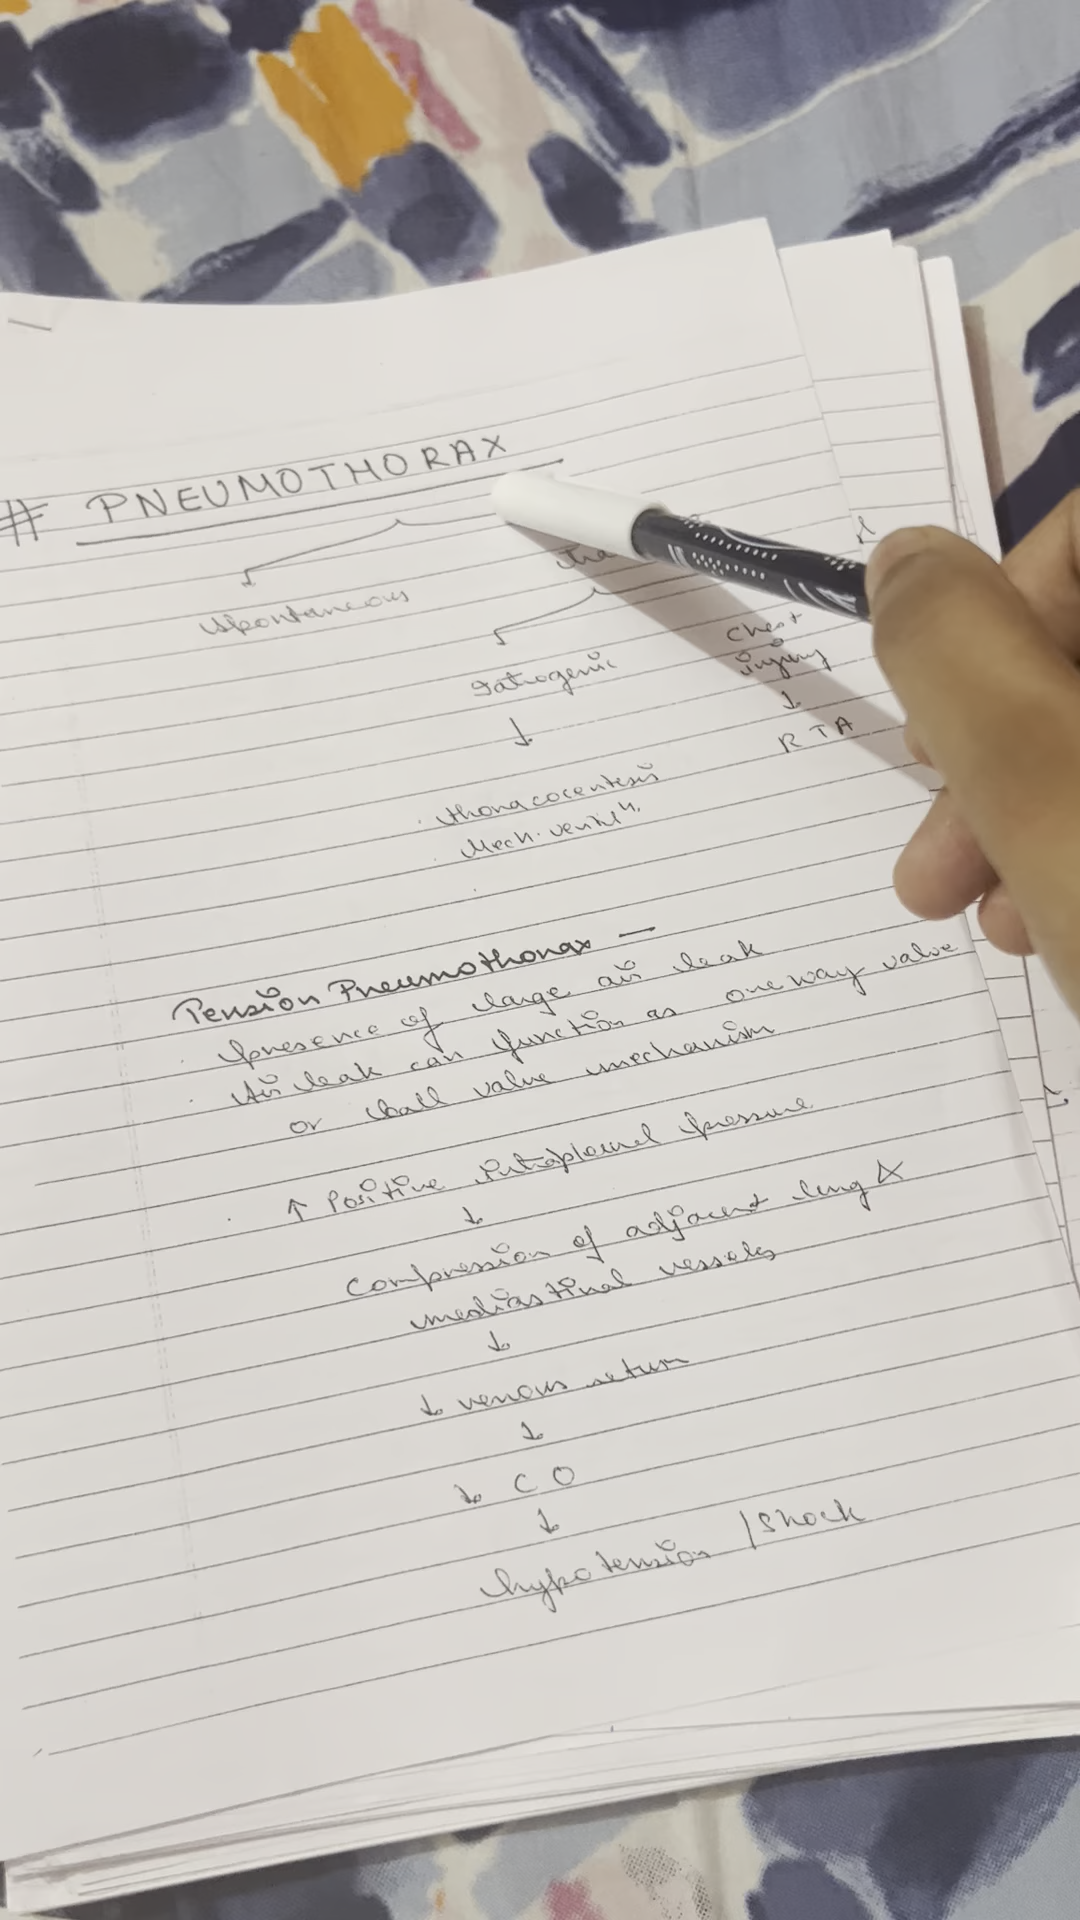 # PNEUMOTHORAX
Spontaneous
Iatrogenic
chest
injury
↓
↓
RTA
thoracocentesis
Mech. ventilⁿ.
Tension Pneumothorax —
presence of large air leak
Air leak can function as one way valve
or ball valve mechanism
↑ Positive intrapleural pressure
↓
Compression of adjacent lung &
mediastinal vessels
↓
↓ venous return
↓
↓ CO
↓
hypotension / Shock